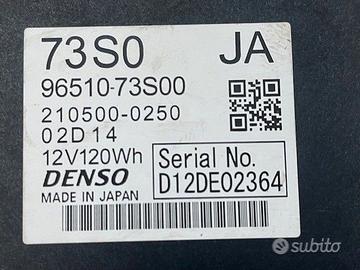 73S0 JA
96510-73S00
210500-0250
02D14
12V120Wh
DENSO
MADE IN JAPAN
Serial No.
D12DE02364
subito